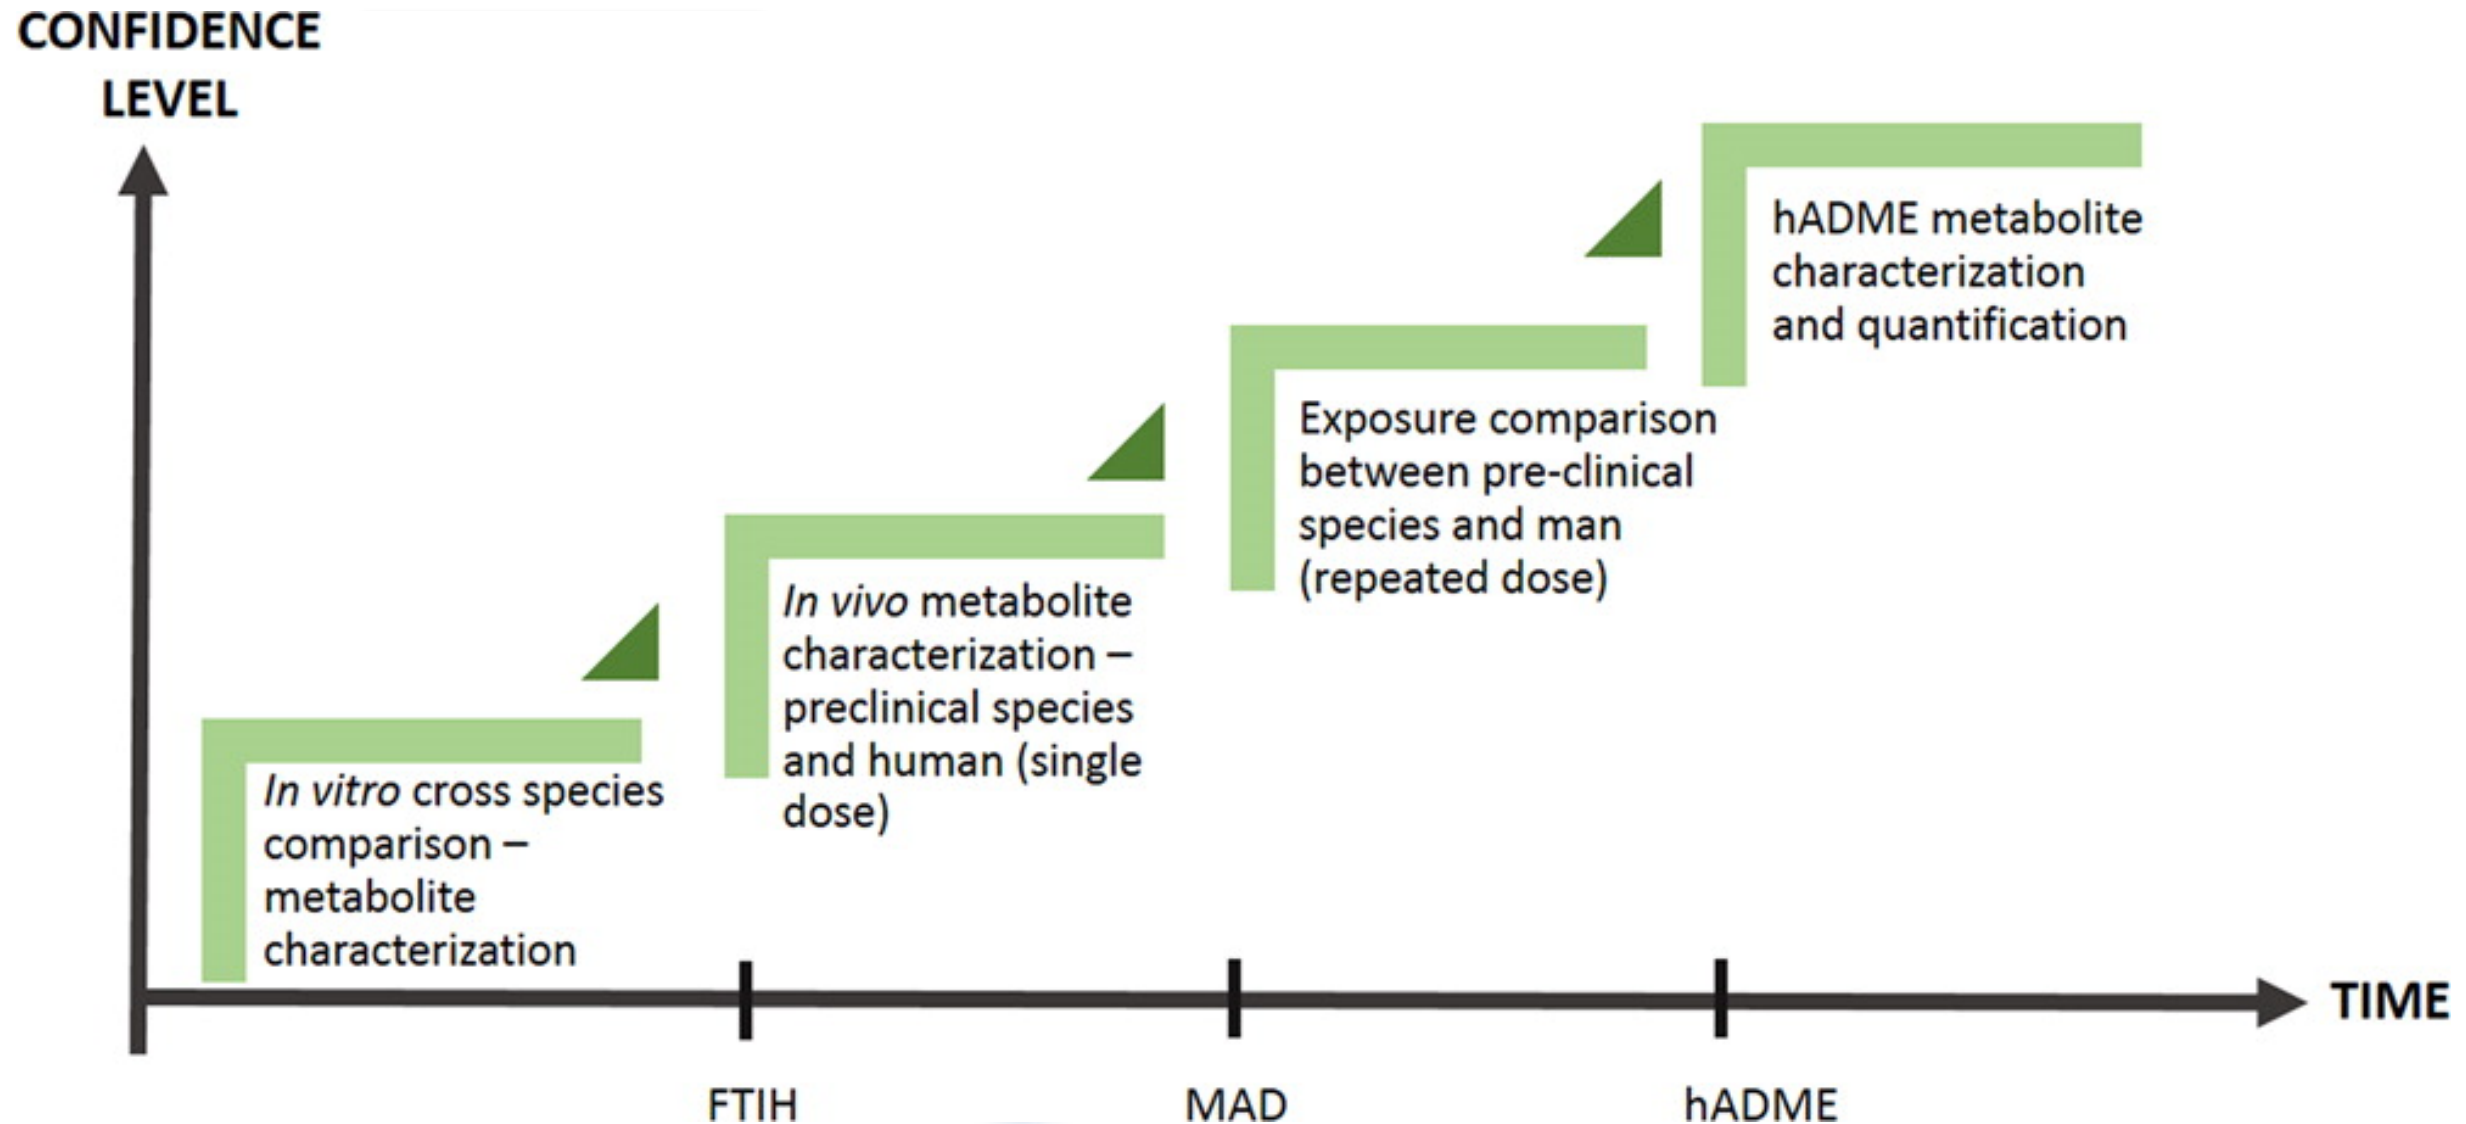 CONFIDENCE
LEVEL
hADME metabolite
characterization
and quantification
Exposure comparison
between pre-clinical
species and man
(repeated dose)
In vivo metabolite
characterization –
preclinical species
and human (single
dose)
In vitro cross species
comparison –
metabolite
characterization
TIME
FTIH
MAD
hADME